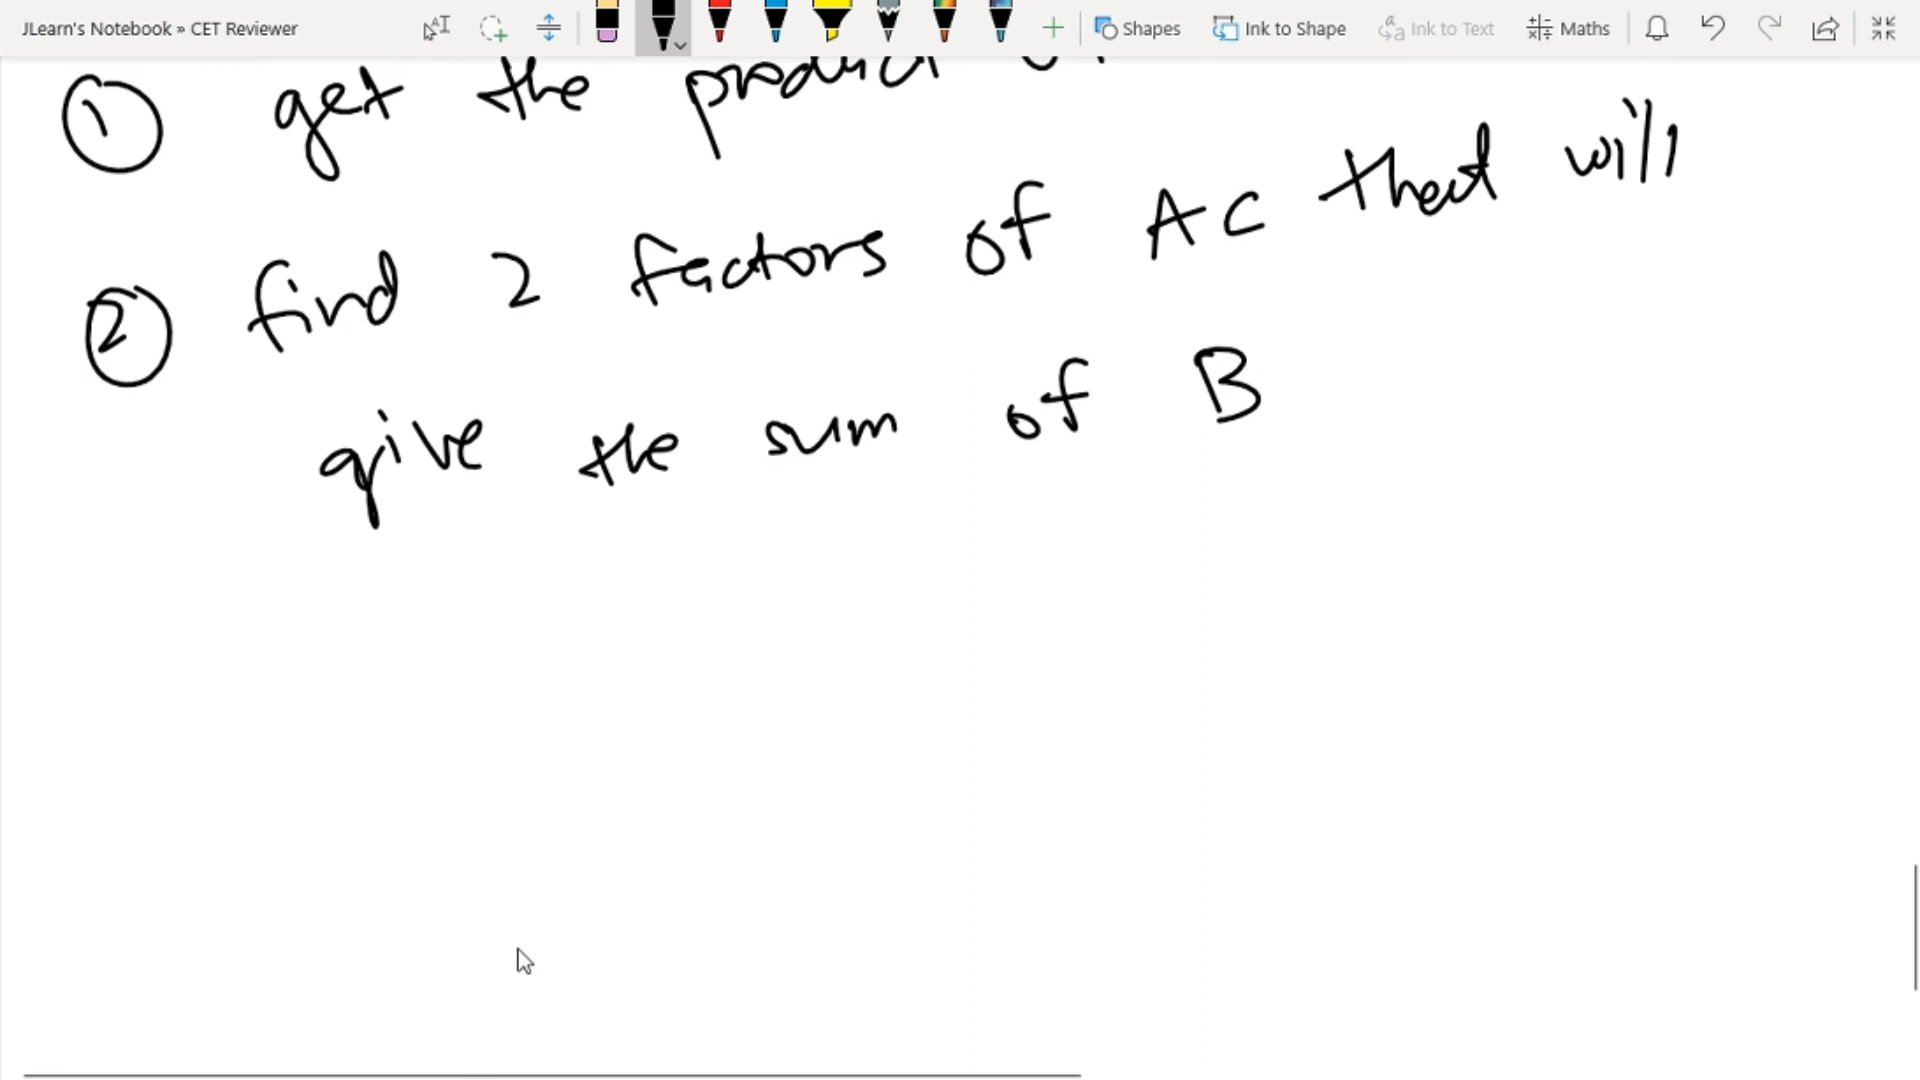 JLearn's Notebook » CET Reviewer Shapes Ink to Shape Ink to Text Maths
① get the product
② find 2 factors of AC that will
give the sum of B